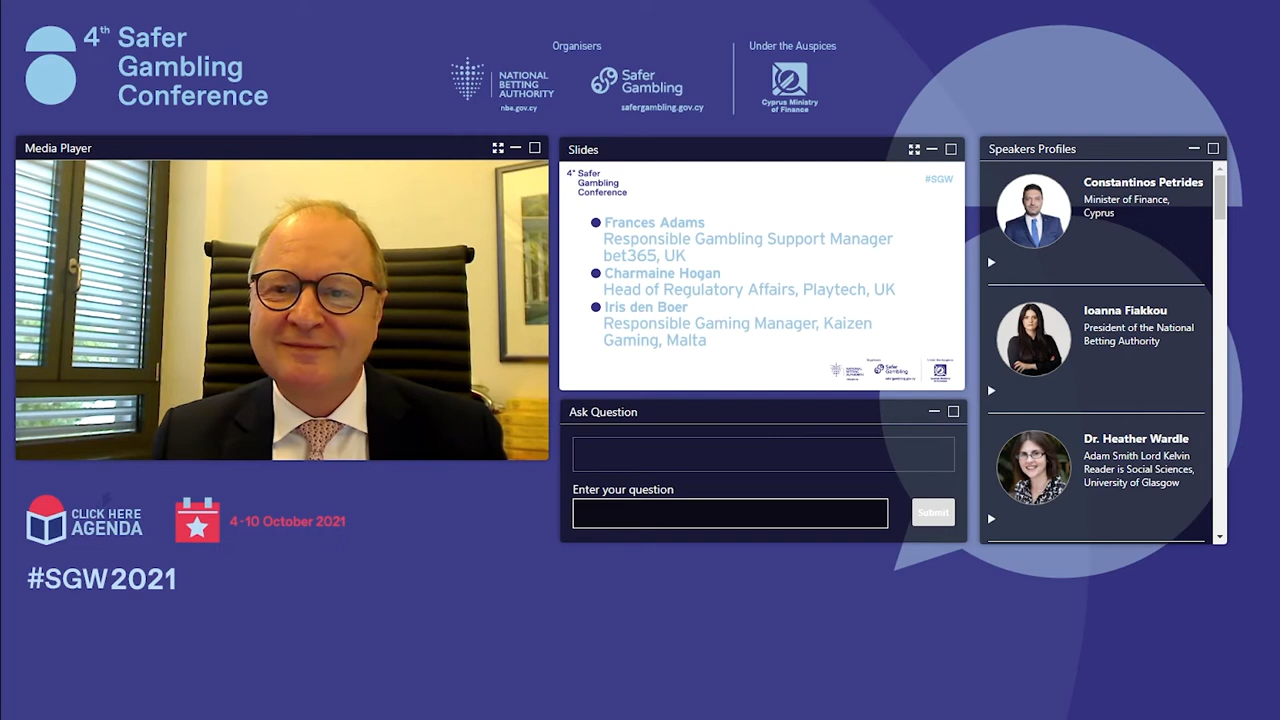 4th Safer
Gambling
Conference
Organisers
Under the Auspices
NATIONAL
BETTING
AUTHORITY
nba.gov.cy
Safer
Gambling
safergambling.gov.cy
Cyprus Ministry
of Finance
Media Player
Slides
4th Safer
Gambling
Conference
#SGW
Frances Adams
Responsible Gambling Support Manager
bet365, UK
Charmaine Hogan
Head of Regulatory Affairs, Playtech, UK
Iris den Boer
Responsible Gaming Manager, Kaizen
Gaming, Malta
Safer
Gambling
Ask Question
Enter your question
Submit
Speakers Profiles
Constantinos Petrides
Minister of Finance,
Cyprus
Ioanna Fiakkou
President of the National
Betting Authority
Dr. Heather Wardle
Adam Smith Lord Kelvin
Reader is Social Sciences,
University of Glasgow
CLICK HERE
AGENDA
4-10 October 2021
#SGW2021